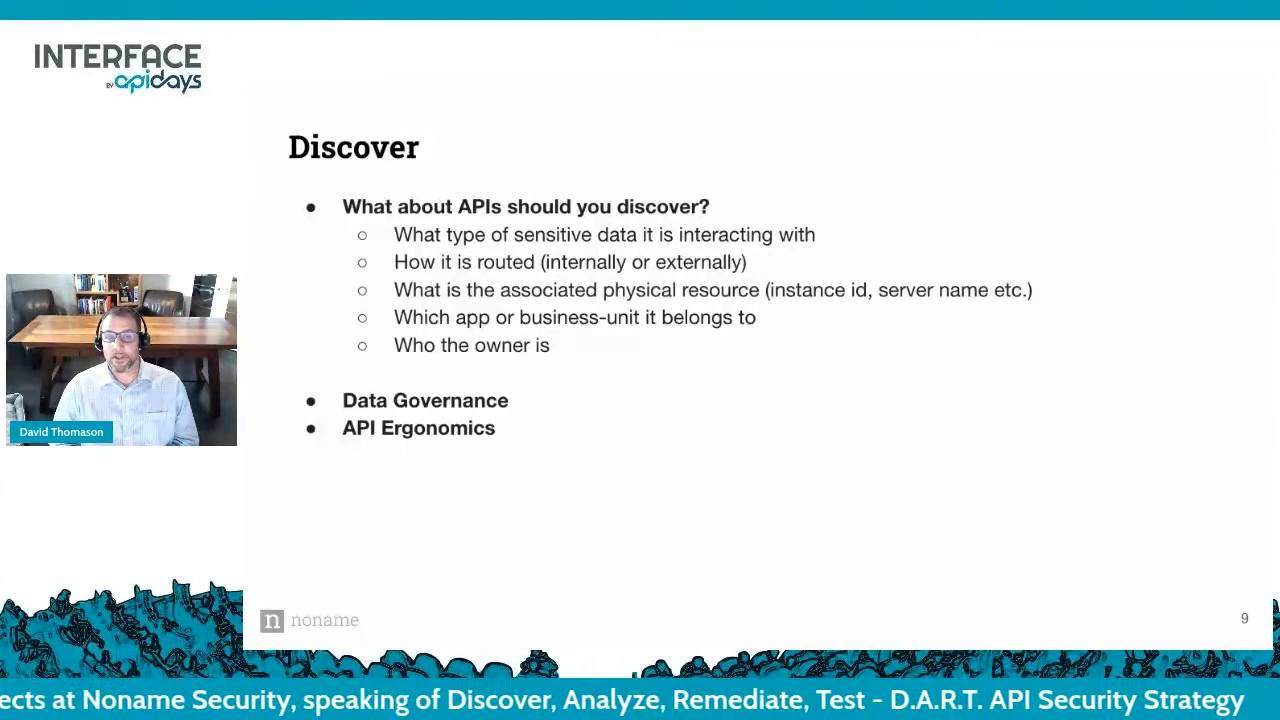 INTERFACE
BY apidays
Discover
● What about APIs should you discover?
○ What type of sensitive data it is interacting with
○ How it is routed (internally or externally)
○ What is the associated physical resource (instance id, server name etc.)
○ Which app or business-unit it belongs to
○ Who the owner is
● Data Governance
● API Ergonomics
David Thomason
n noname
9
ects at Noname Security, speaking of Discover, Analyze, Remediate, Test - D.A.R.T. API Security Strategy